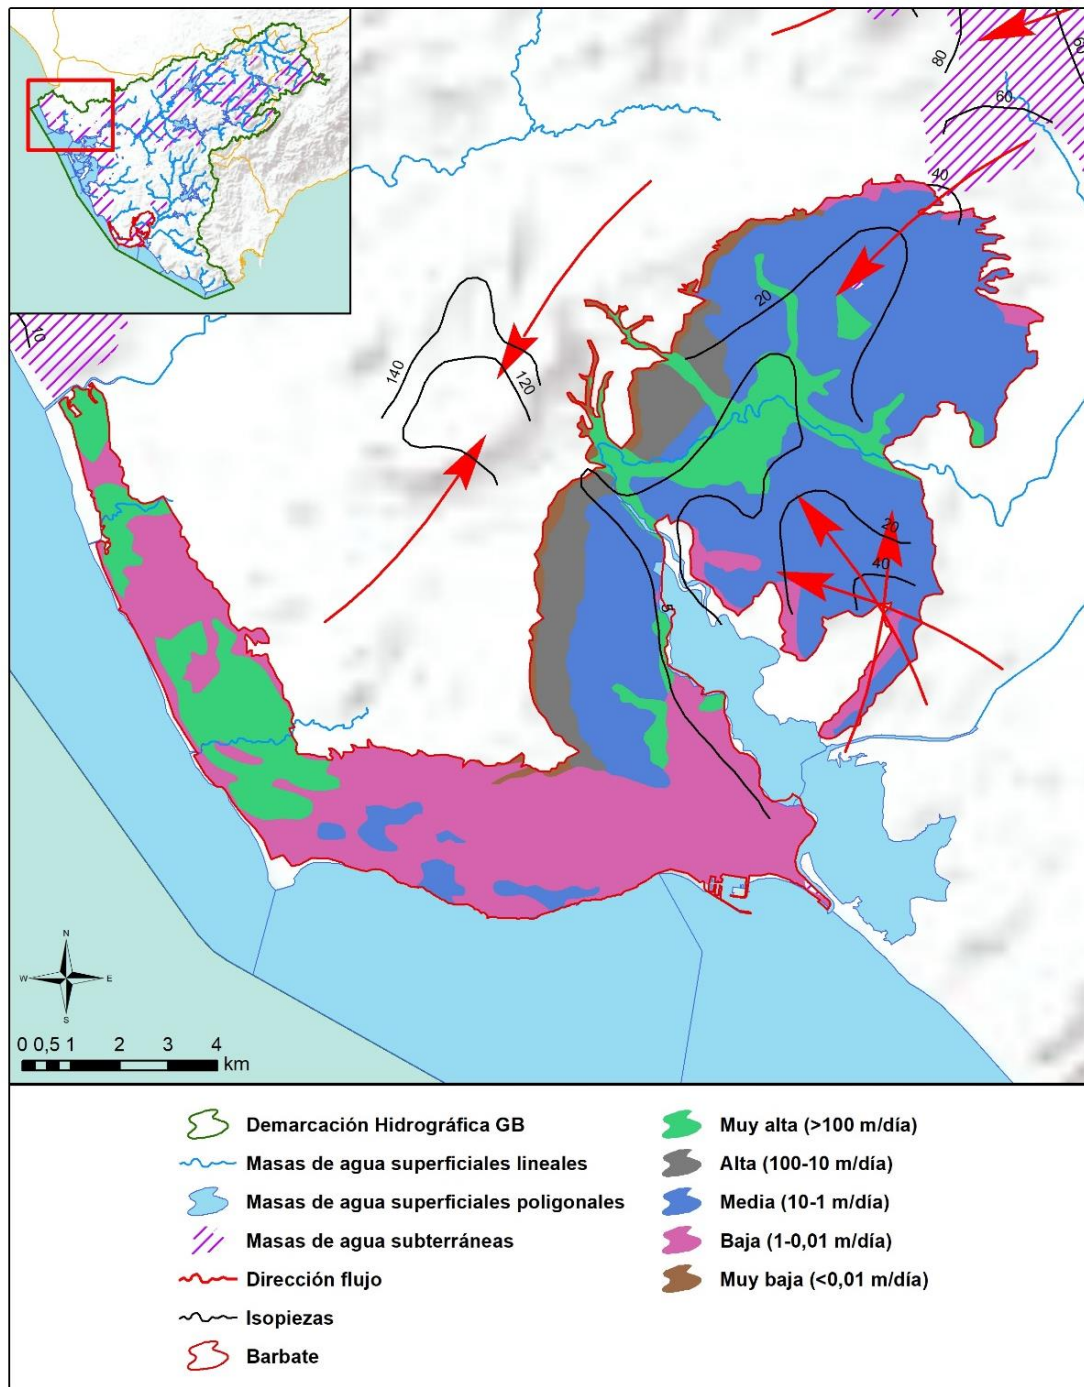 80
60
60
40
20
140
120
10
20
40
5
N
W E
S
0 0,5 1 2 3 4
km
Demarcación Hidrográfica GB
Masas de agua superficiales lineales
Masas de agua superficiales poligonales
Masas de agua subterráneas
Dirección flujo
Isopiezas
Barbate
Muy alta (>100 m/día)
Alta (100-10 m/día)
Media (10-1 m/día)
Baja (1-0,01 m/día)
Muy baja (<0,01 m/día)